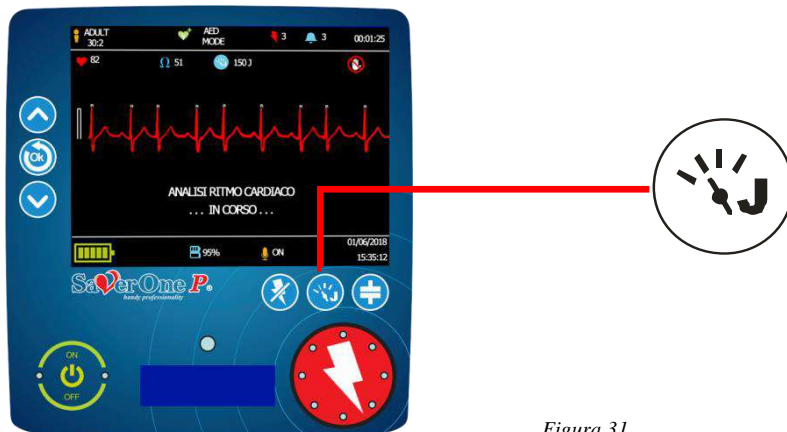 ADULT
30:2
AED
MODE
3
3
00:01:25
82
Ω 51
150 J
Ok
ANALISI RITMO CARDIACO
... IN CORSO ...
95%
ON
01/06/2018
15:35:12
SaverOne P®
handy professionality
J
J
ON
OFF
Figura 31